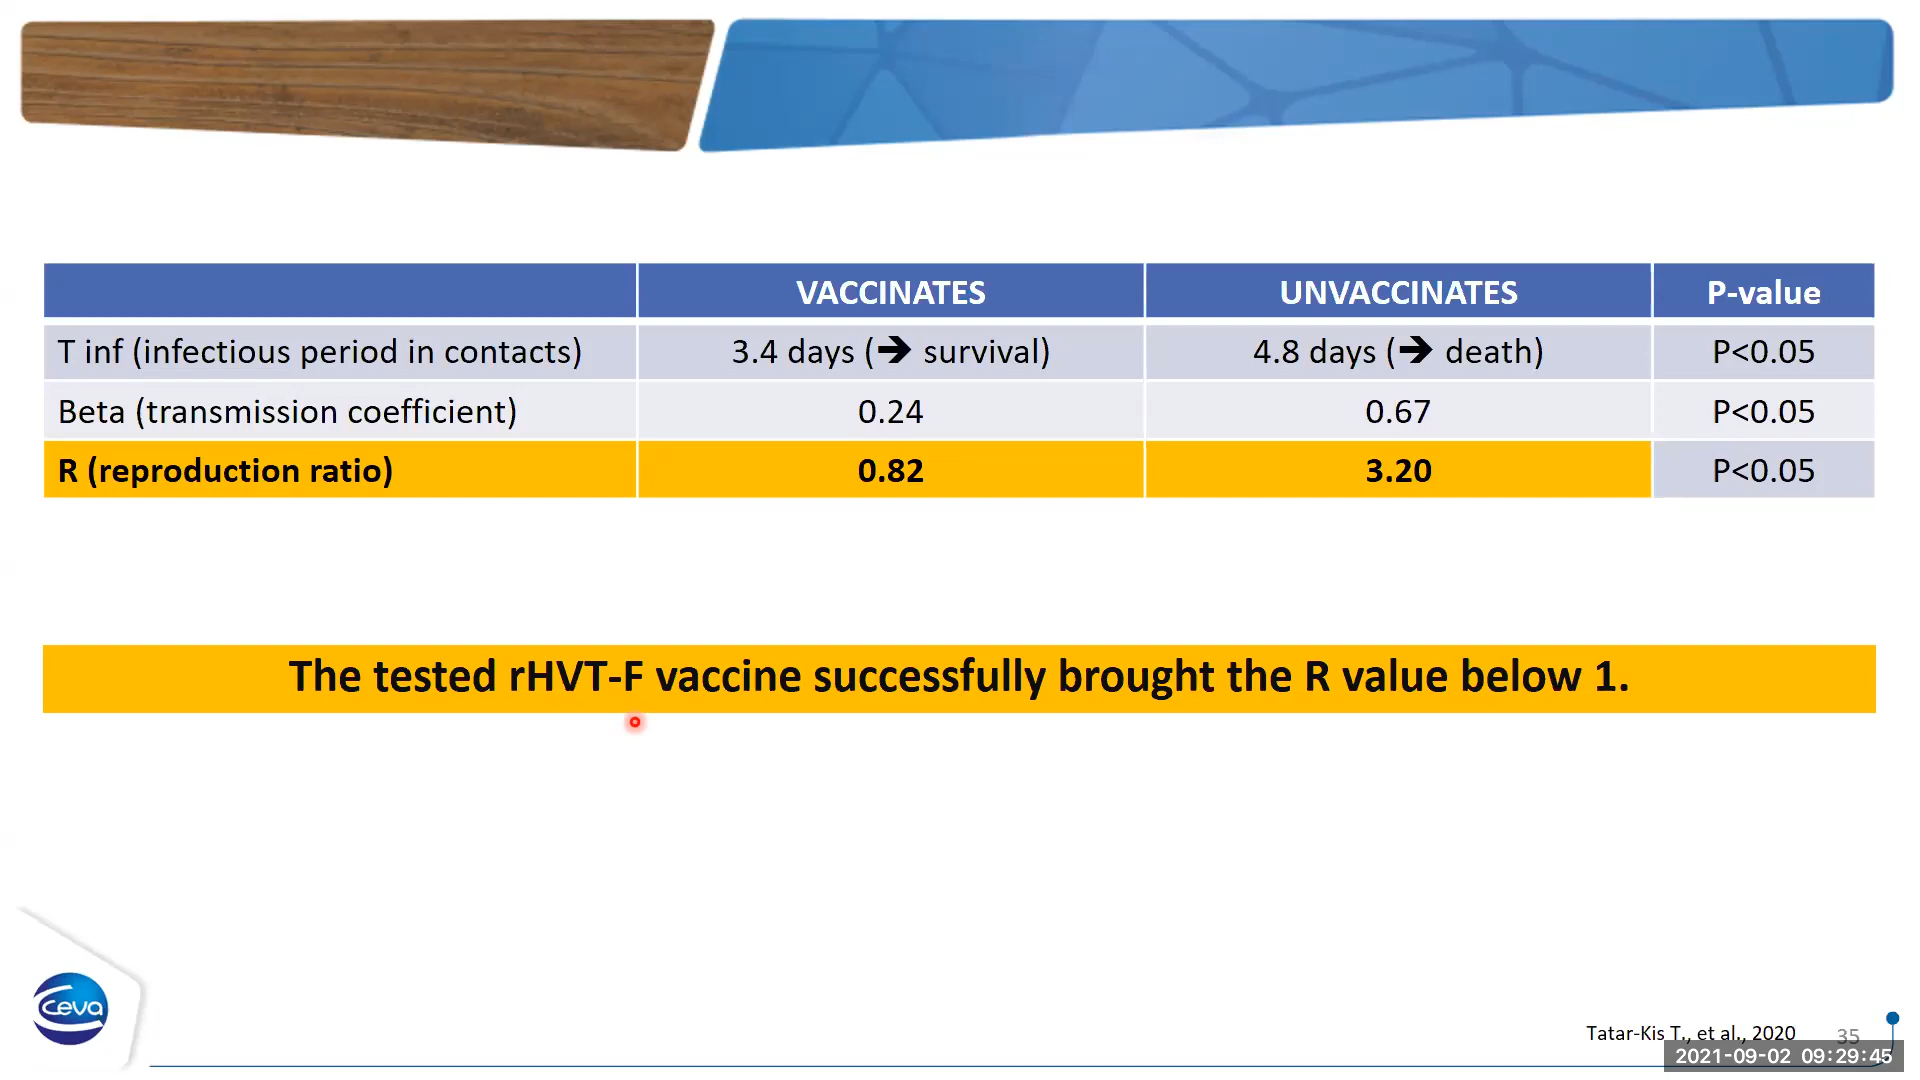 VACCINATES UNVACCINATES P-value
T inf (infectious period in contacts) 3.4 days (➔ survival) 4.8 days (➔ death) P<0.05
Beta (transmission coefficient) 0.24 0.67 P<0.05
R (reproduction ratio) 0.82 3.20 P<0.05
The tested rHVT-F vaccine successfully brought the R value below 1.
ceva
Tatar-Kis T., et al., 2020 35
2021-09-02 09:29:45